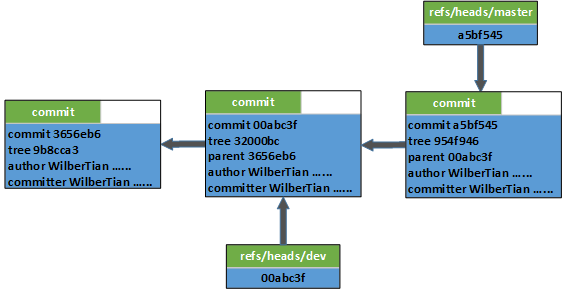 refs/heads/master
a5bf545
commit
commit 3656eb6
tree 9b8cca3
author WilberTian ......
committer WilberTian ......
commit
commit 00abc3f
tree 32000bc
parent 3656eb6
author WilberTian ......
committer WilberTian ......
commit
commit a5bf545
tree 954f946
parent 00abc3f
author WilberTian ......
committer WilberTian ......
refs/heads/dev
00abc3f